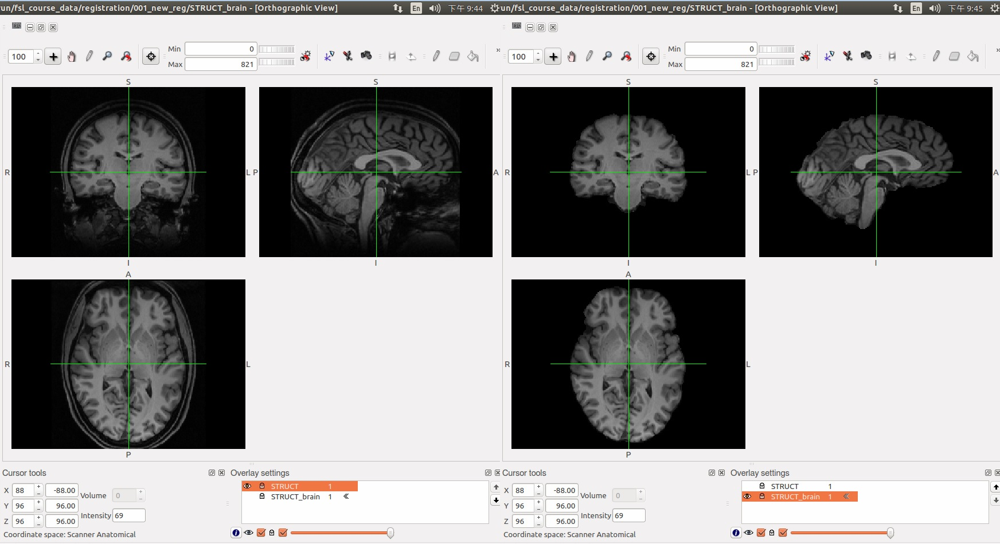 un/fsl_course_data/registration/001_new_reg/STRUCT_brain - [Orthographic View] En 下午 9:44
un/fsl_course_data/registration/001_new_reg/STRUCT_brain - [Orthographic View] En 下午 9:45
100 Min 0
Max 821
»
100 Min 0
Max 821
»
S S
R L P A
I I
A
R L
P
S S
R L P A
I I
A
R L
P
Cursor tools
X 88 -88.00 Volume 0
Y 96 96.00 Intensity 69
Z 96 96.00
Coordinate space: Scanner Anatomical
Overlay settings
STRUCT 1
STRUCT_brain 1
Cursor tools
X 88 -88.00 Volume 0
Y 96 96.00 Intensity 69
Z 96 96.00
Coordinate space: Scanner Anatomical
Overlay settings
STRUCT 1
STRUCT_brain 1